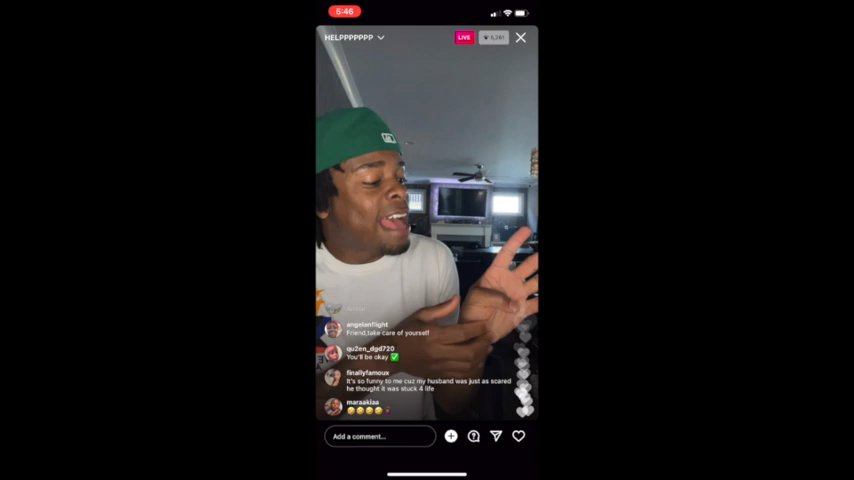 5:46
HELPPPPPPP
LIVE
angelanflight
Friend,take care of yourself
qu2en_dgd720
You'll be okay ✅
finallyfamoux
It's so funny to me cuz my husband was just as scared
he thought it was stuck 4 life
maraakiaa
Add a comment...